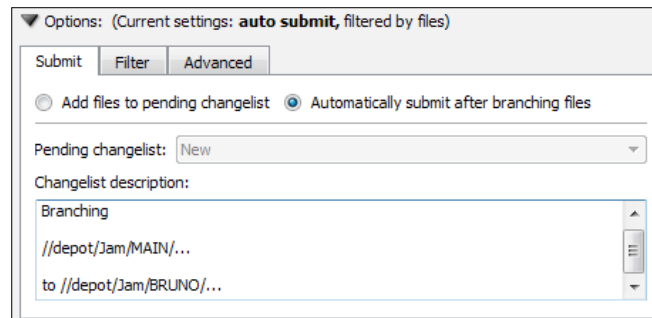 Options: (Current settings: auto submit, filtered by files)
Submit Filter Advanced
Add files to pending changelist Automatically submit after branching files
Pending changelist: New
Changelist description:
Branching
//depot/Jam/MAIN/...
to //depot/Jam/BRUNO/...